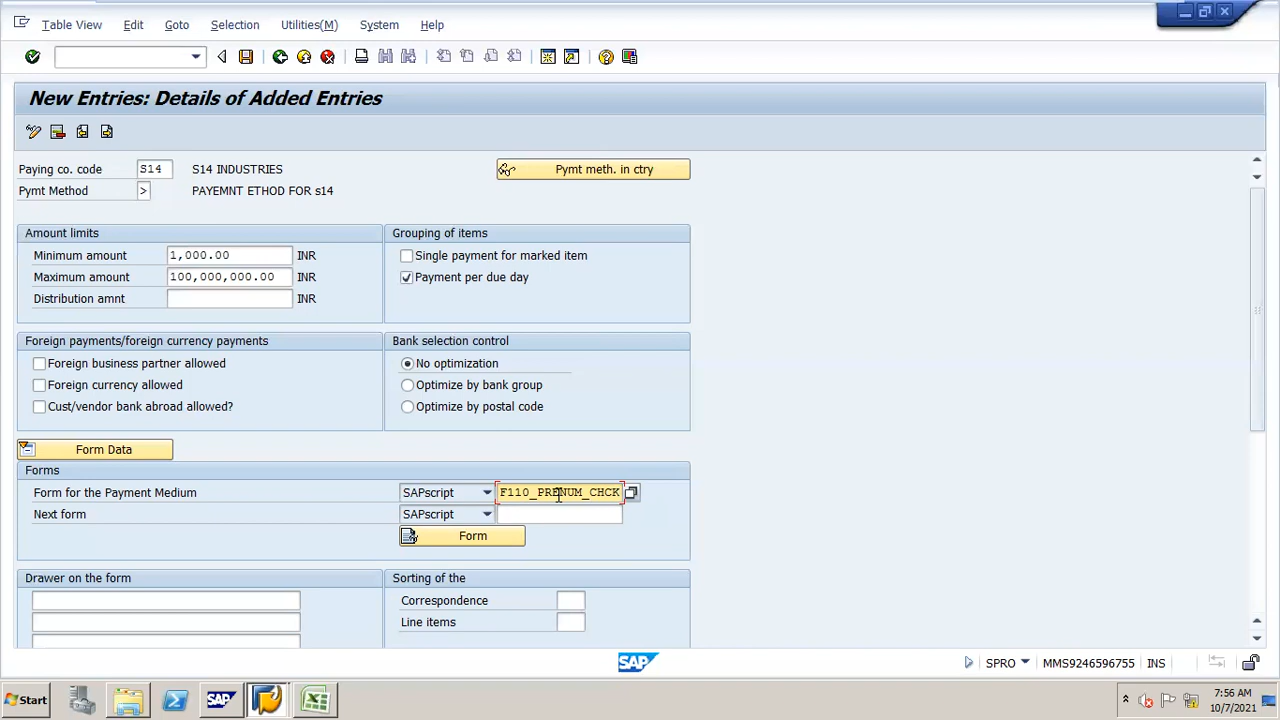 Table View Edit Goto Selection Utilities(M) System Help
New Entries: Details of Added Entries
Paying co. code S14 S14 INDUSTRIES Pymt meth. in ctry
Pymt Method > PAYEMNT ETHOD FOR s14
Amount limits Grouping of items
Minimum amount 1,000.00 INR Single payment for marked item
Maximum amount 100,000,000.00 INR Payment per due day
Distribution amnt INR
Foreign payments/foreign currency payments Bank selection control
Foreign business partner allowed No optimization
Foreign currency allowed Optimize by bank group
Cust/vendor bank abroad allowed? Optimize by postal code
Form Data
Forms
Form for the Payment Medium SAPscript F110_PRENUM_CHCK
Next form SAPscript
Form
Drawer on the form Sorting of the
Correspondence
Line items
SAP SPRO MMS9246596755 INS
Start SAP 7:56 AM
10/7/2021